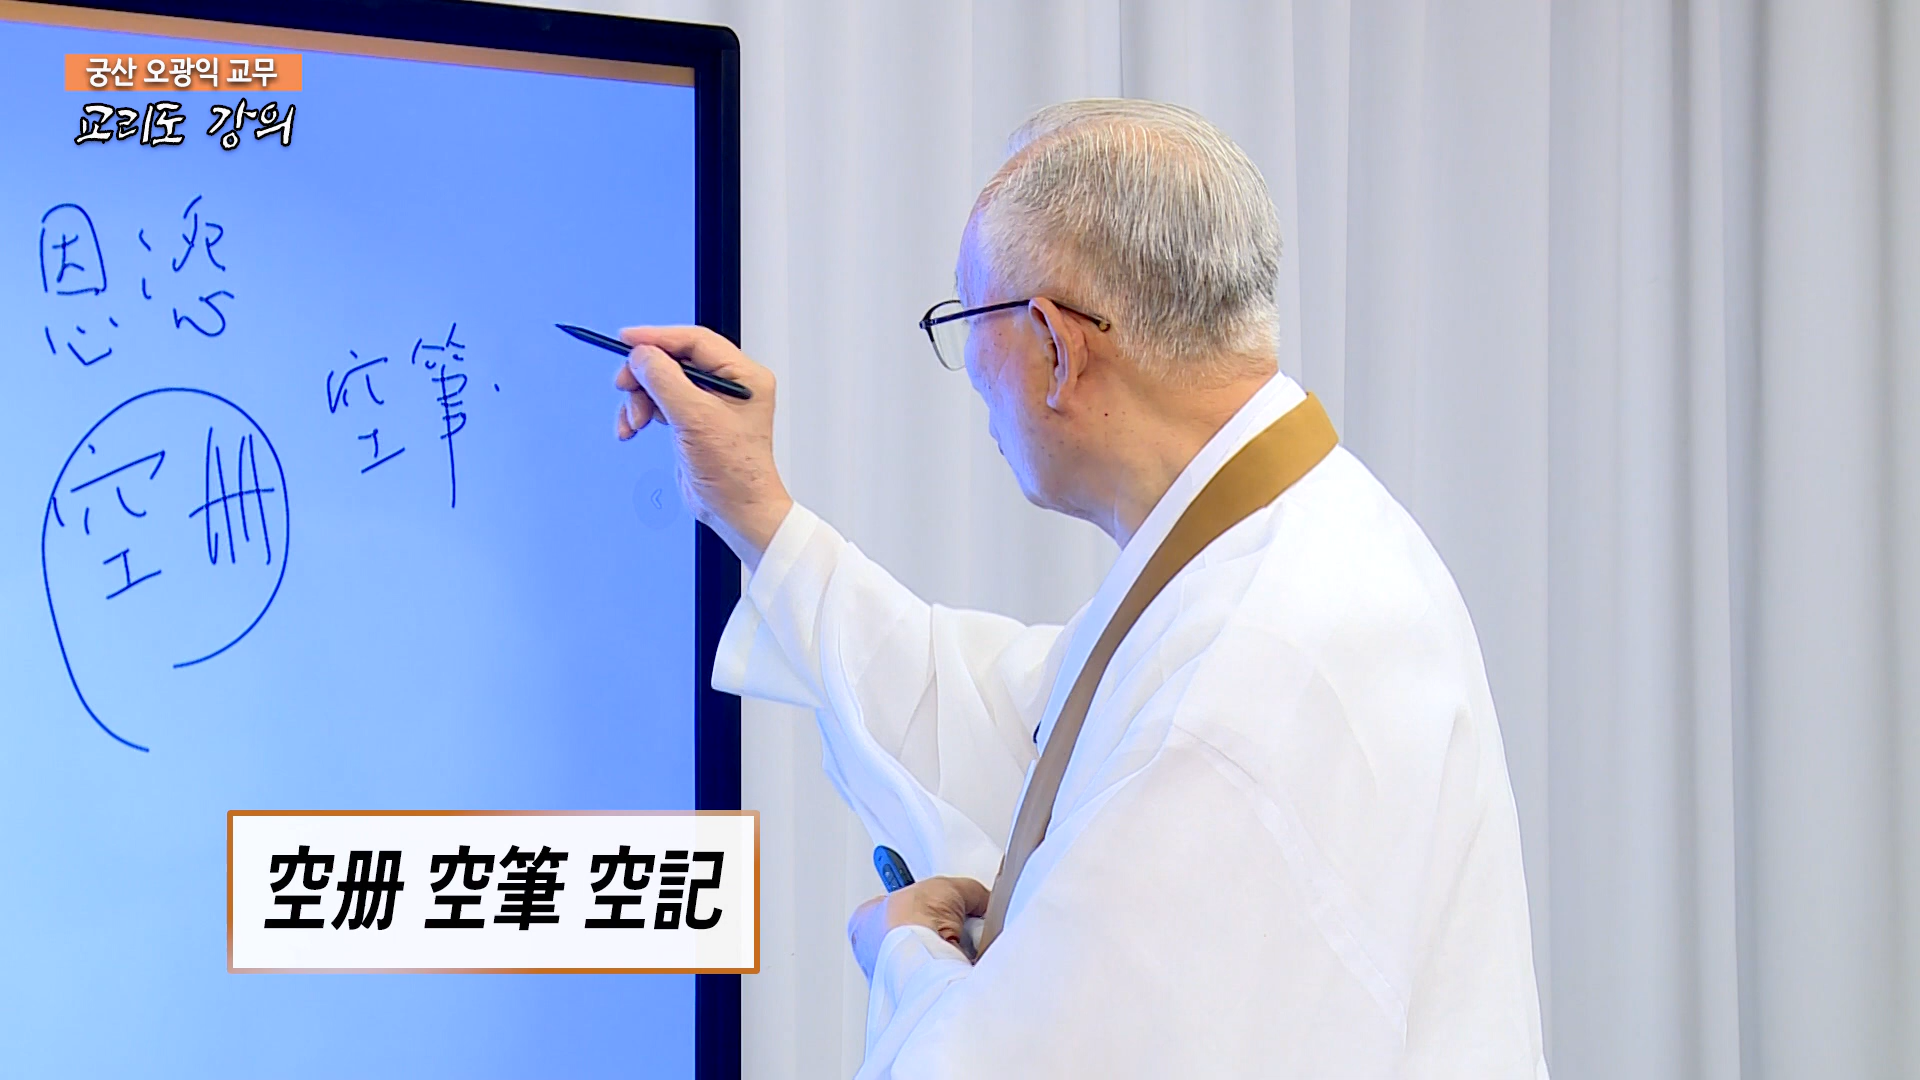 궁산 오광익 교무
교리도 강의
恩 : 怨
空筆
空册
空册 空筆 空記